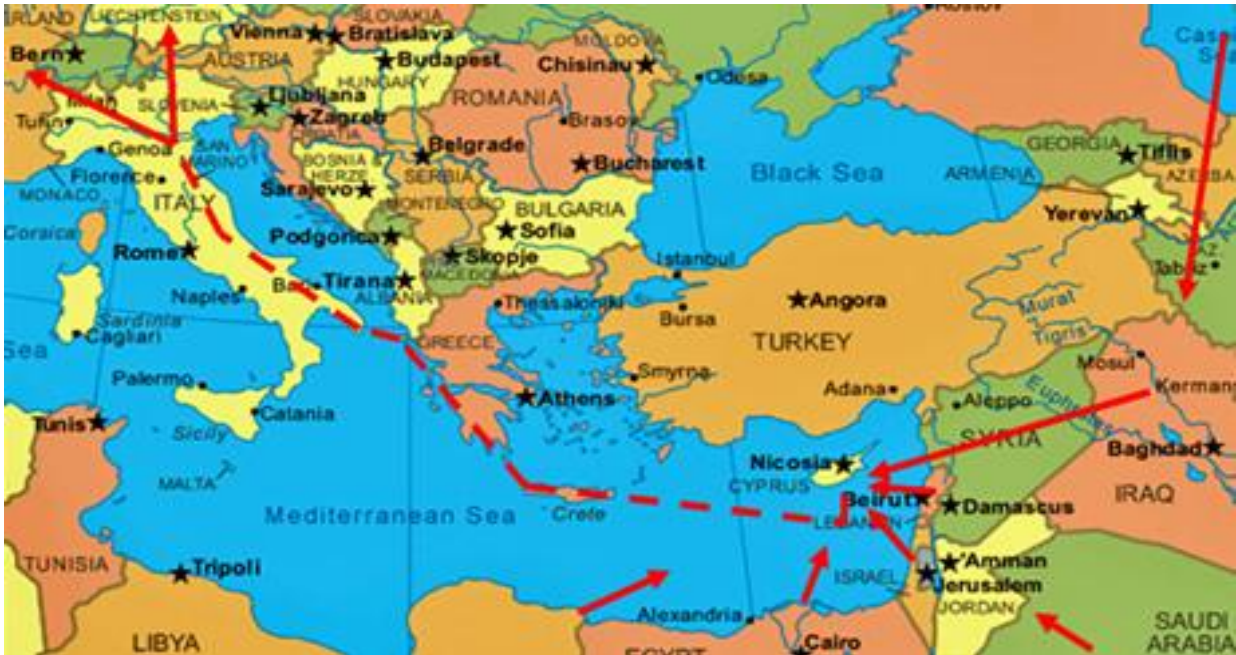 LIECHTENSTEIN
Bern
Vienna
Bratislava
SLOVAKIA
AUSTRIA
Budapest
HUNGARY
MOLDOVA
Chisinau
Odesa
ROMANIA
Milan
SLOVENIA
Ljubljana
Zagreb
CROATIA
Turin
Genoa
SAN
MARINO
Brasov
Belgrade
Bucharest
BOSNIA &
HERZE
SERBIA
MONACO
Florence
ITALY
Sarajevo
MONTENEGRO
BULGARIA
Sofia
Black Sea
GEORGIA
Tiflis
ARMENIA
Yerevan
Corsica
Rome
Podgorica
Skopje
MACEDONIA
Istanbul
Naples
Bari
Tirana
ALBANIA
Thessaloniki
Bursa
Angora
TURKEY
Murat
Tigris
Mosul
Sardinia
Cagliari
Sea
GREECE
Smyrna
Adana
Palermo
Athens
Aleppo
Euphrates
SYRIA
Catania
Sicily
Tunis
Baghdad
MALTA
Nicosia
CYPRUS
IRAQ
Mediterranean Sea
Crete
Beirut
LEBANON
Damascus
TUNISIA
Tripoli
'Amman
ISRAEL
Jerusalem
JORDAN
Alexandria
LIBYA
Cairo
EGYPT
SAUDI
ARABIA